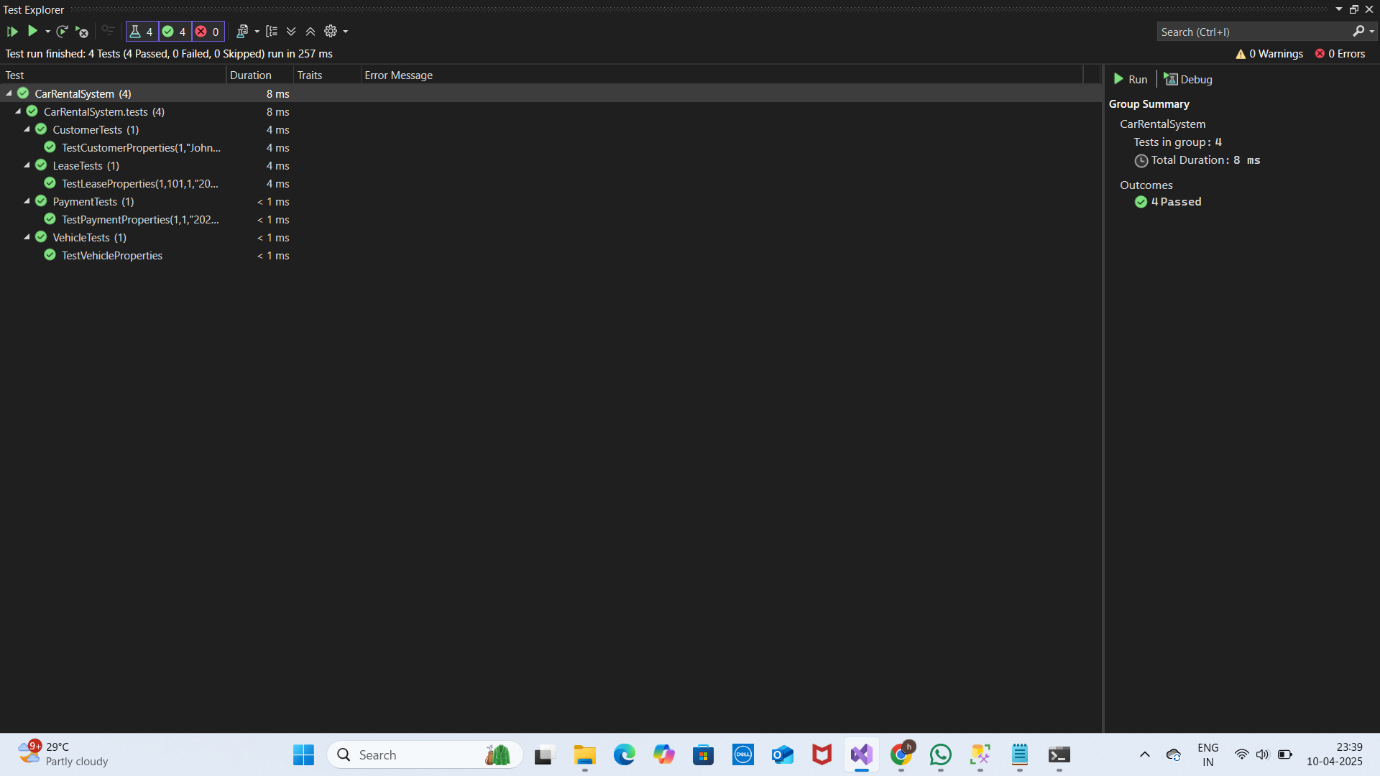 Test Explorer
4 4 0
Search (Ctrl+I)
Test run finished: 4 Tests (4 Passed, 0 Failed, 0 Skipped) run in 257 ms
0 Warnings 0 Errors
Test Duration Traits Error Message
CarRentalSystem (4) 8 ms
CarRentalSystem.tests (4) 8 ms
CustomerTests (1) 4 ms
TestCustomerProperties(1,"John... 4 ms
LeaseTests (1) 4 ms
TestLeaseProperties(1,101,1,"20... 4 ms
PaymentTests (1) < 1 ms
TestPaymentProperties(1,1,"202... < 1 ms
VehicleTests (1) < 1 ms
TestVehicleProperties < 1 ms
Run Debug
Group Summary
CarRentalSystem
Tests in group: 4
Total Duration: 8 ms
Outcomes
4 Passed
9+
29°C
Partly cloudy
Search
DELL
h
ENG
IN
23:39
10-04-2025